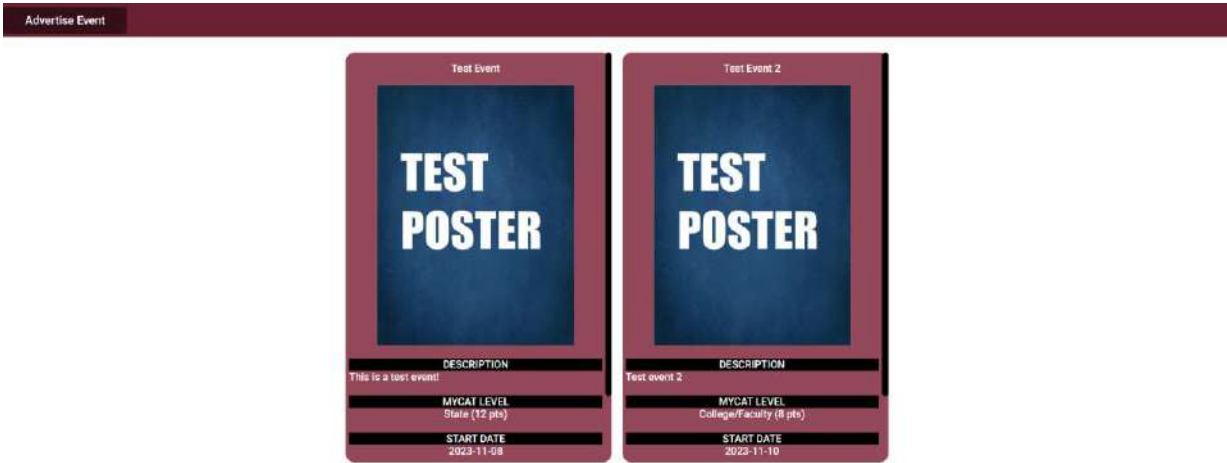 Advertise Event
Test Event
TEST
POSTER
DESCRIPTION
This is a test event!
MYCAT LEVEL
State (12 pts)
START DATE
2023-11-08
Test Event 2
TEST
POSTER
DESCRIPTION
Test event 2
MYCAT LEVEL
College/Faculty (8 pts)
START DATE
2023-11-10